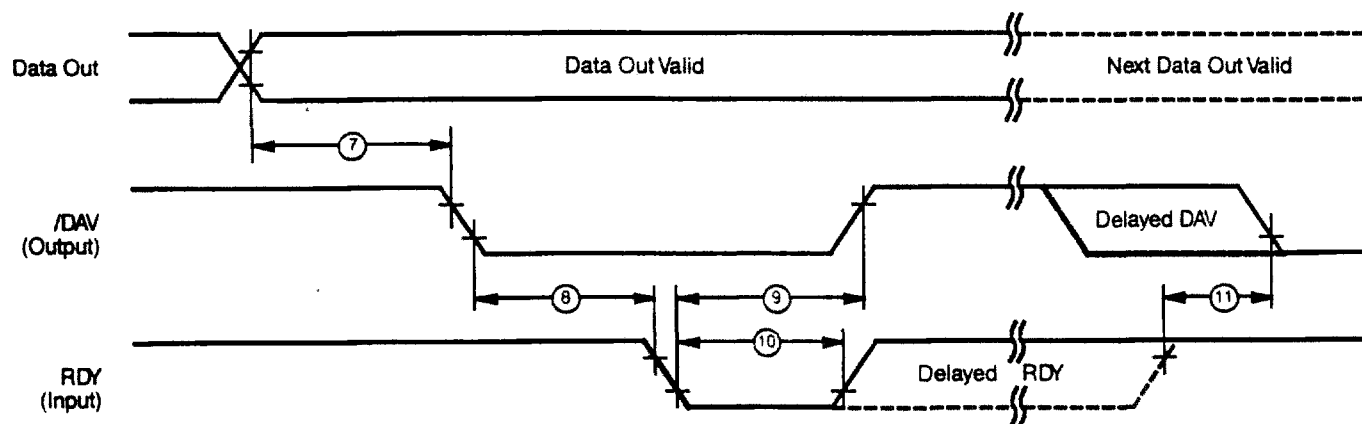 Data Out
Data Out Valid
Next Data Out Valid
7
/DAV
(Output)
Delayed DAV
8
9
11
10
RDY
(Input)
Delayed RDY